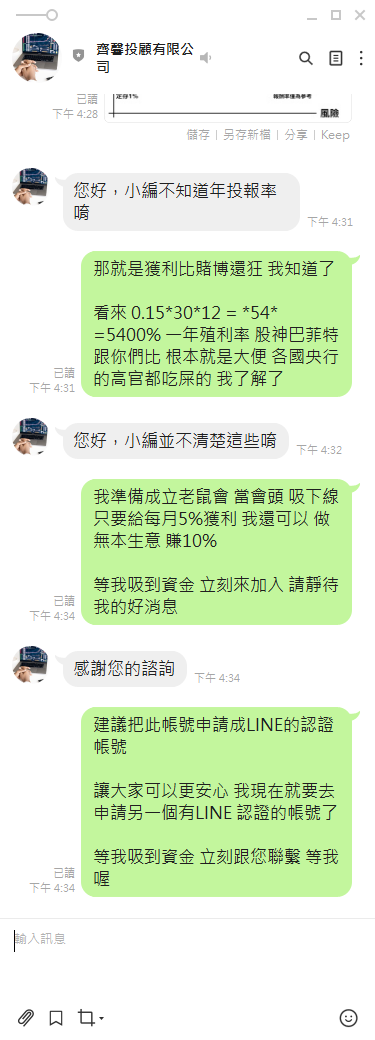 齊馨投顧有限公
司
定存1%
報酬率僅為參考
風險
已讀
下午 4:28
儲存 | 另存新檔 | 分享 | Keep
您好，小編不知道年投報率
唷
下午 4:31
那就是獲利比賭博還狂 我知道了
看來 0.15*30*12 = *54*
=5400% 一年殖利率 股神巴菲特
跟你們比 根本就是大便 各國央行
的高官都吃屎的 我了解了
已讀
下午 4:31
您好，小編並不清楚這些唷
下午 4:32
我準備成立老鼠會 當會頭 吸下線
只要給每月5%獲利 我還可以 做
無本生意 賺10%
等我吸到資金 立刻來加入 請靜待
我的好消息
已讀
下午 4:34
感謝您的諮詢
下午 4:34
建議把此帳號申請成LINE的認證
帳號
讓大家可以更安心 我現在就要去
申請另一個有LINE 認證的帳號了
等我吸到資金 立刻跟您聯繫 等我
喔
已讀
下午 4:34
輸入訊息